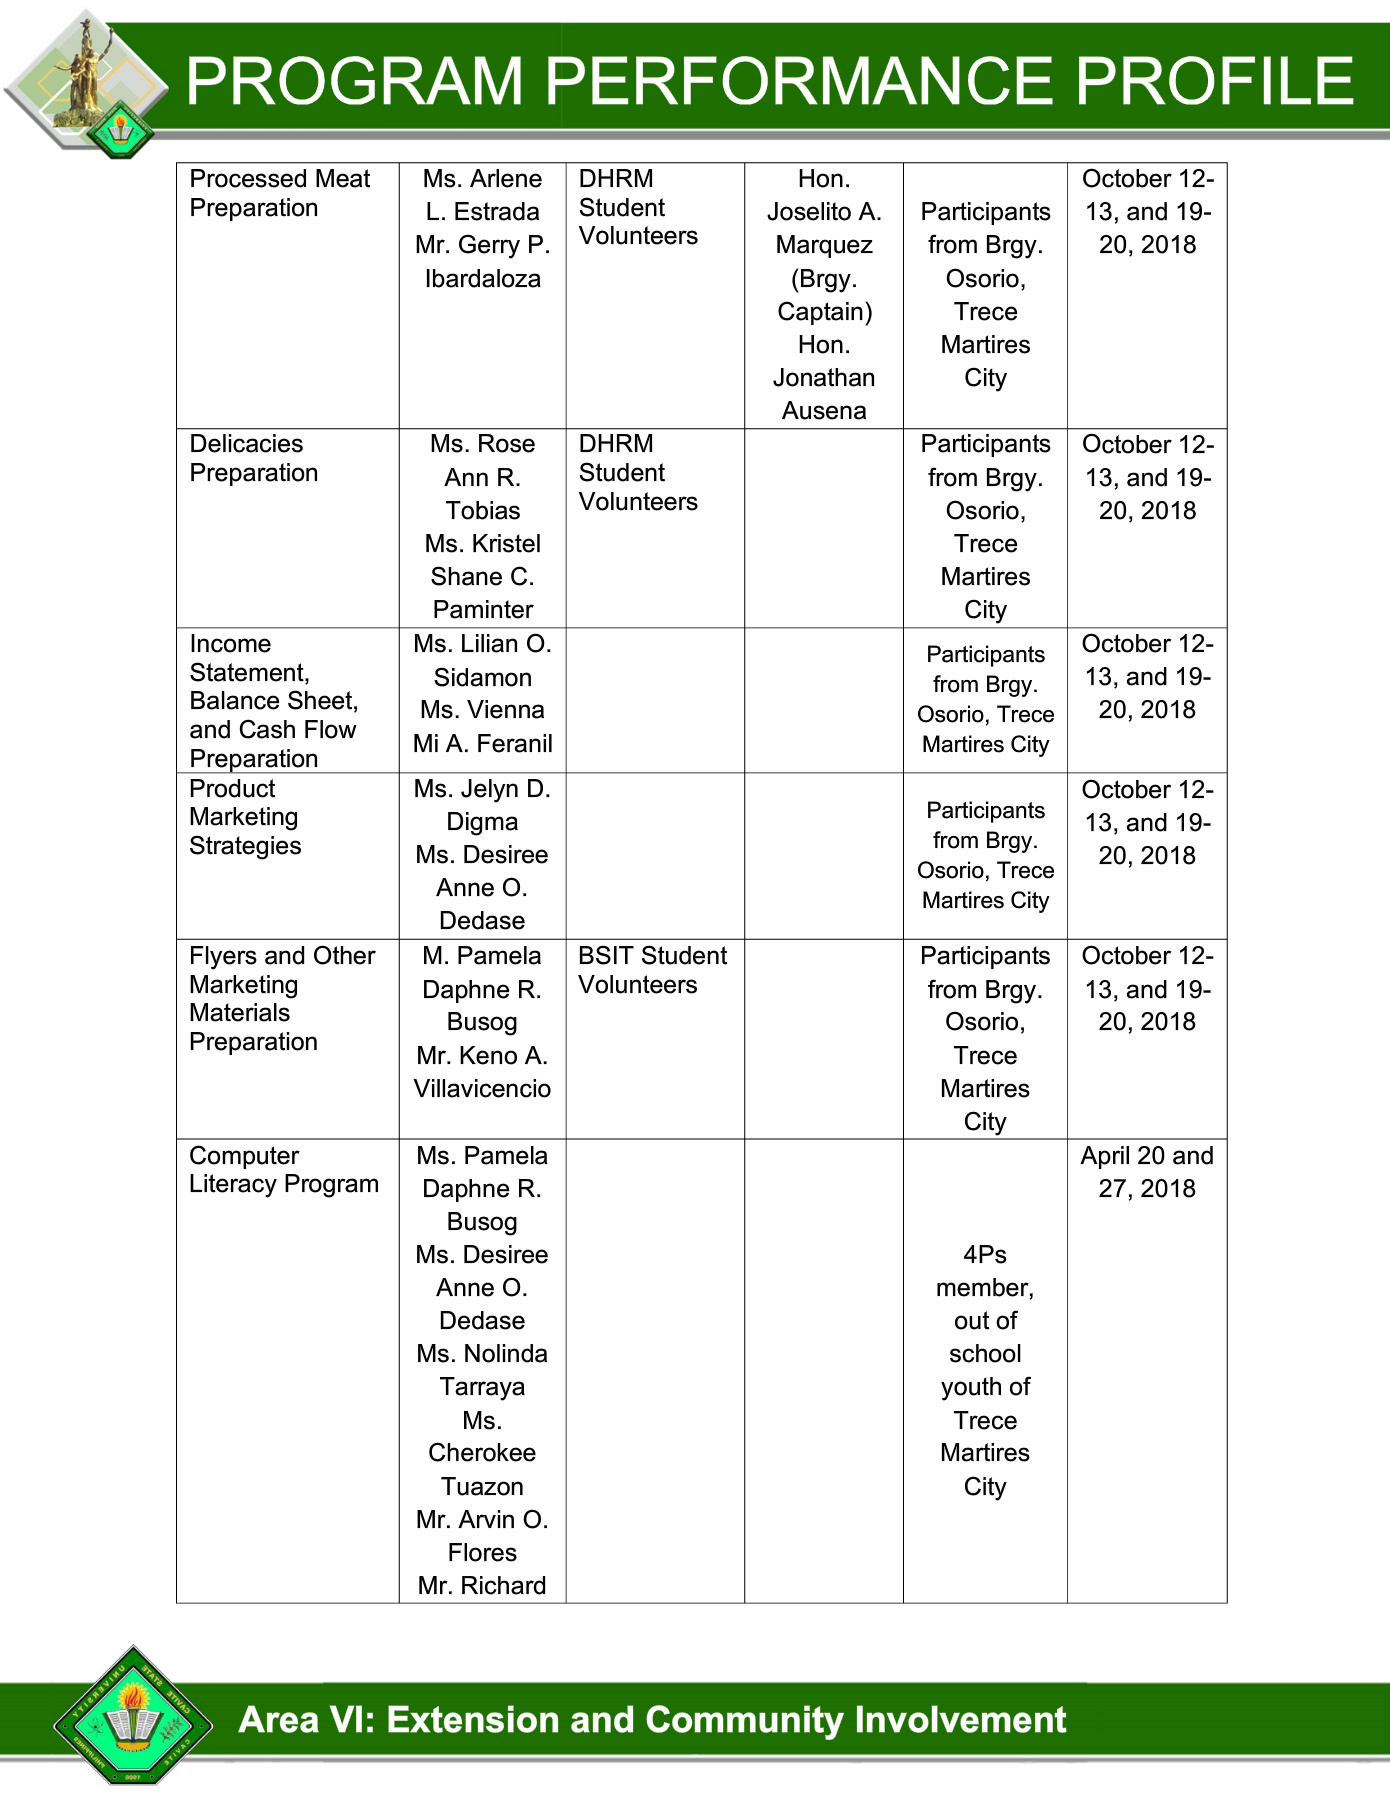 PROGRAM PERFORMANCE PROFILE
Processed Meat
Preparation
Ms. Arlene
L. Estrada
Mr. Gerry P.
Ibardaloza
DHRM
Student
Volunteers
Hon.
Joselito A.
Marquez
(Brgy.
Captain)
Hon.
Jonathan
Ausena
Participants
from Brgy.
Osorio,
Trece
Martires
City
October 12-
13, and 19-
20, 2018
Delicacies
Preparation
Ms. Rose
Ann R.
Tobias
Ms. Kristel
Shane C.
Paminter
DHRM
Student
Volunteers
Participants
from Brgy.
Osorio,
Trece
Martires
City
October 12-
13, and 19-
20, 2018
Income
Statement,
Balance Sheet,
and Cash Flow
Preparation
Ms. Lilian O.
Sidamon
Ms. Vienna
Mi A. Feranil
Participants
from Brgy.
Osorio, Trece
Martires City
October 12-
13, and 19-
20, 2018
Product
Marketing
Strategies
Ms. Jelyn D.
Digma
Ms. Desiree
Anne O.
Dedase
Participants
from Brgy.
Osorio, Trece
Martires City
October 12-
13, and 19-
20, 2018
Flyers and Other
Marketing
Materials
Preparation
M. Pamela
Daphne R.
Busog
Mr. Keno A.
Villavicencio
BSIT Student
Volunteers
Participants
from Brgy.
Osorio,
Trece
Martires
City
October 12-
13, and 19-
20, 2018
Computer
Literacy Program
Ms. Pamela
Daphne R.
Busog
Ms. Desiree
Anne O.
Dedase
Ms. Nolinda
Tarraya
Ms.
Cherokee
Tuazon
Mr. Arvin O.
Flores
Mr. Richard
4Ps
member,
out of
school
youth of
Trece
Martires
City
April 20 and
27, 2018
CAVITE STATE UNIVERSITY
CAVITE
PHILIPPINES
Area VI: Extension and Community Involvement